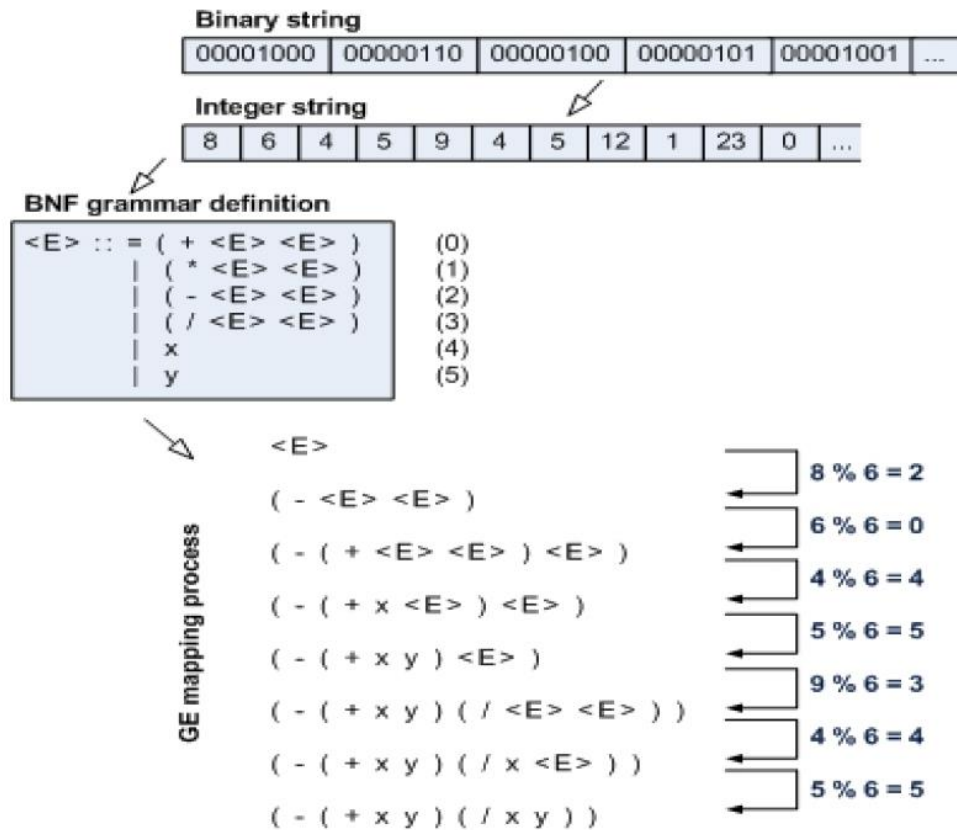 Binary string
00001000 00000110 00000100 00000101 00001001 ...
Integer string
8 6 4 5 9 4 5 12 1 23 0 ...
BNF grammar definition
<E> :: = ( + <E> <E> ) (0)
| ( * <E> <E> ) (1)
| ( - <E> <E> ) (2)
| ( / <E> <E> ) (3)
| x (4)
| y (5)
GE mapping process
<E>
8 % 6 = 2
( - <E> <E> )
6 % 6 = 0
( - ( + <E> <E> ) <E> )
4 % 6 = 4
( - ( + x <E> ) <E> )
5 % 6 = 5
( - ( + x y ) <E> )
9 % 6 = 3
( - ( + x y ) ( / <E> <E> ) )
4 % 6 = 4
( - ( + x y ) ( / x <E> ) )
5 % 6 = 5
( - ( + x y ) ( / x y ) )